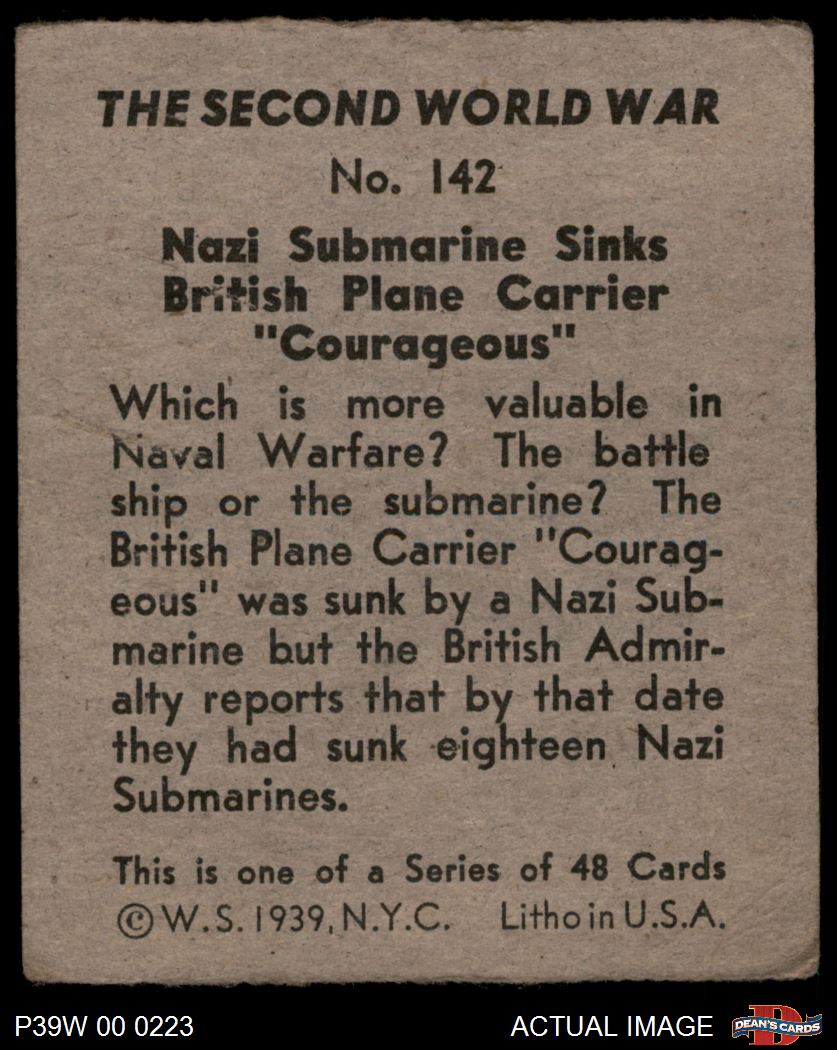 THE SECOND WORLD WAR
No. 142
Nazi Submarine Sinks
British Plane Carrier
"Courageous"
Which is more valuable in
Naval Warfare? The battle
ship or the submarine? The
British Plane Carrier "Courag-
eous" was sunk by a Nazi Sub-
marine but the British Admir-
alty reports that by that date
they had sunk eighteen Nazi
Submarines.
This is one of a Series of 48 Cards
©W.S. 1939, N.Y.C. Litho in U.S.A.
P39W 00 0223 ACTUAL IMAGE D DEAN'S CARDS